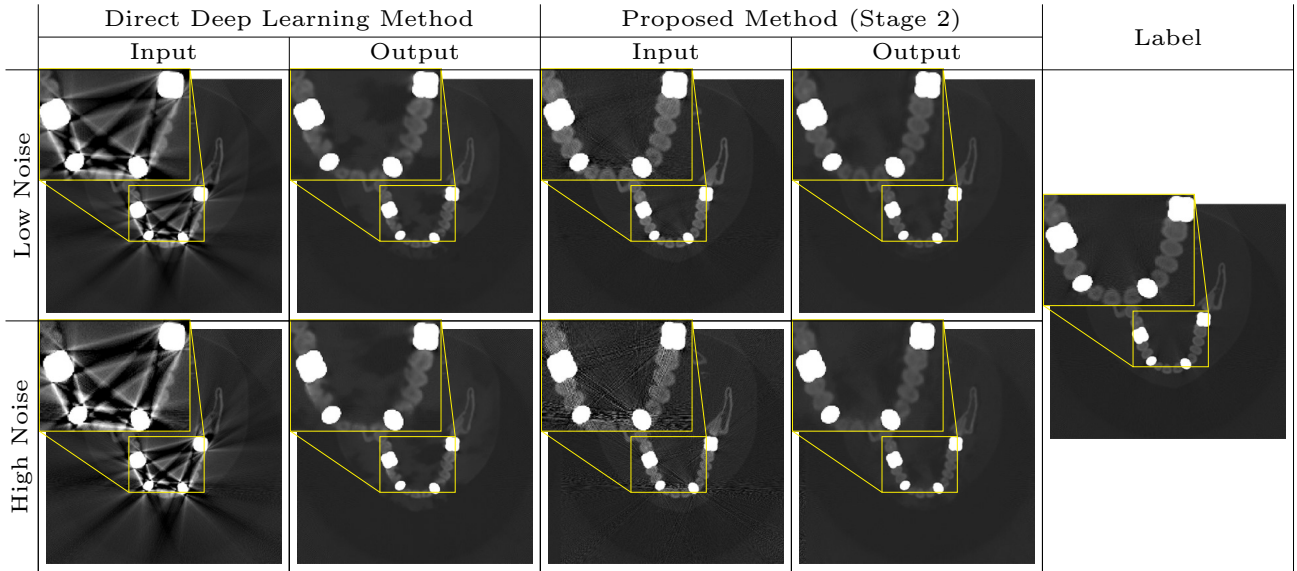 Direct Deep Learning Method
Proposed Method (Stage 2)
Label
Input
Output
Input
Output
Low Noise
High Noise